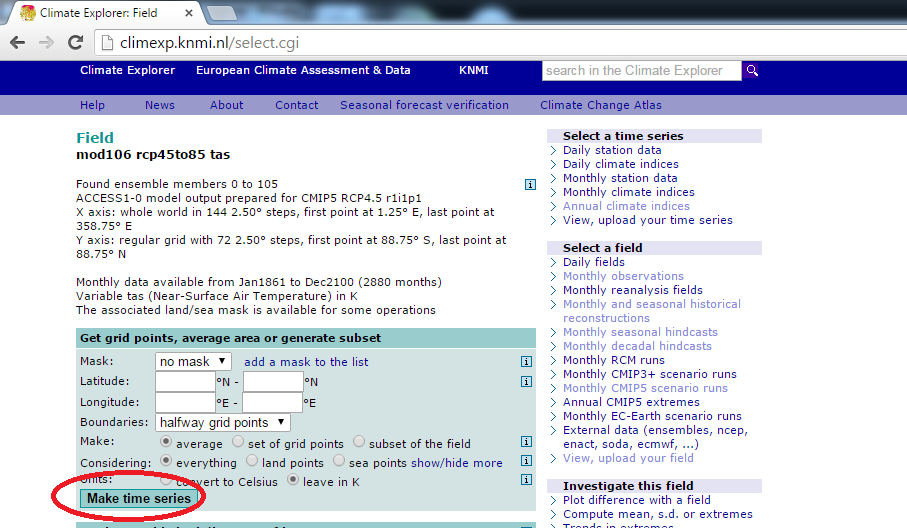 Climate Explorer: Field
climexp.knmi.nl/select.cgi
Climate Explorer European Climate Assessment & Data KNMI search in the Climate Explorer
Help News About Contact Seasonal forecast verification Climate Change Atlas
Field
mod106 rcp45to85 tas
Found ensemble members 0 to 105
ACCESS1-0 model output prepared for CMIP5 RCP4.5 r1i1p1
X axis: whole world in 144 2.50° steps, first point at 1.25° E, last point at
358.75° E
Y axis: regular grid with 72 2.50° steps, first point at 88.75° S, last point at
88.75° N
Monthly data available from Jan1861 to Dec2100 (2880 months)
Variable tas (Near-Surface Air Temperature) in K
The associated land/sea mask is available for some operations
Get grid points, average area or generate subset
Mask: no mask add a mask to the list
Latitude: °N - °N
Longitude: °E - °E
Boundaries: halfway grid points
Make: average set of grid points subset of the field
Considering: everything land points sea points show/hide more
Units: convert to Celsius leave in K
Make time series
Select a time series
Daily station data
Daily climate indices
Monthly station data
Monthly climate indices
Annual climate indices
View, upload your time series
Select a field
Daily fields
Monthly observations
Monthly reanalysis fields
Monthly and seasonal historical
reconstructions
Monthly seasonal hindcasts
Monthly decadal hindcasts
Monthly RCM runs
Monthly CMIP3+ scenario runs
Monthly CMIP5 scenario runs
Annual CMIP5 extremes
Monthly EC-Earth scenario runs
External data (ensembles, ncep,
enact, soda, ecmwf, ...)
View, upload your field
Investigate this field
Plot difference with a field
Compute mean, s.d. or extremes
Trends in extremes